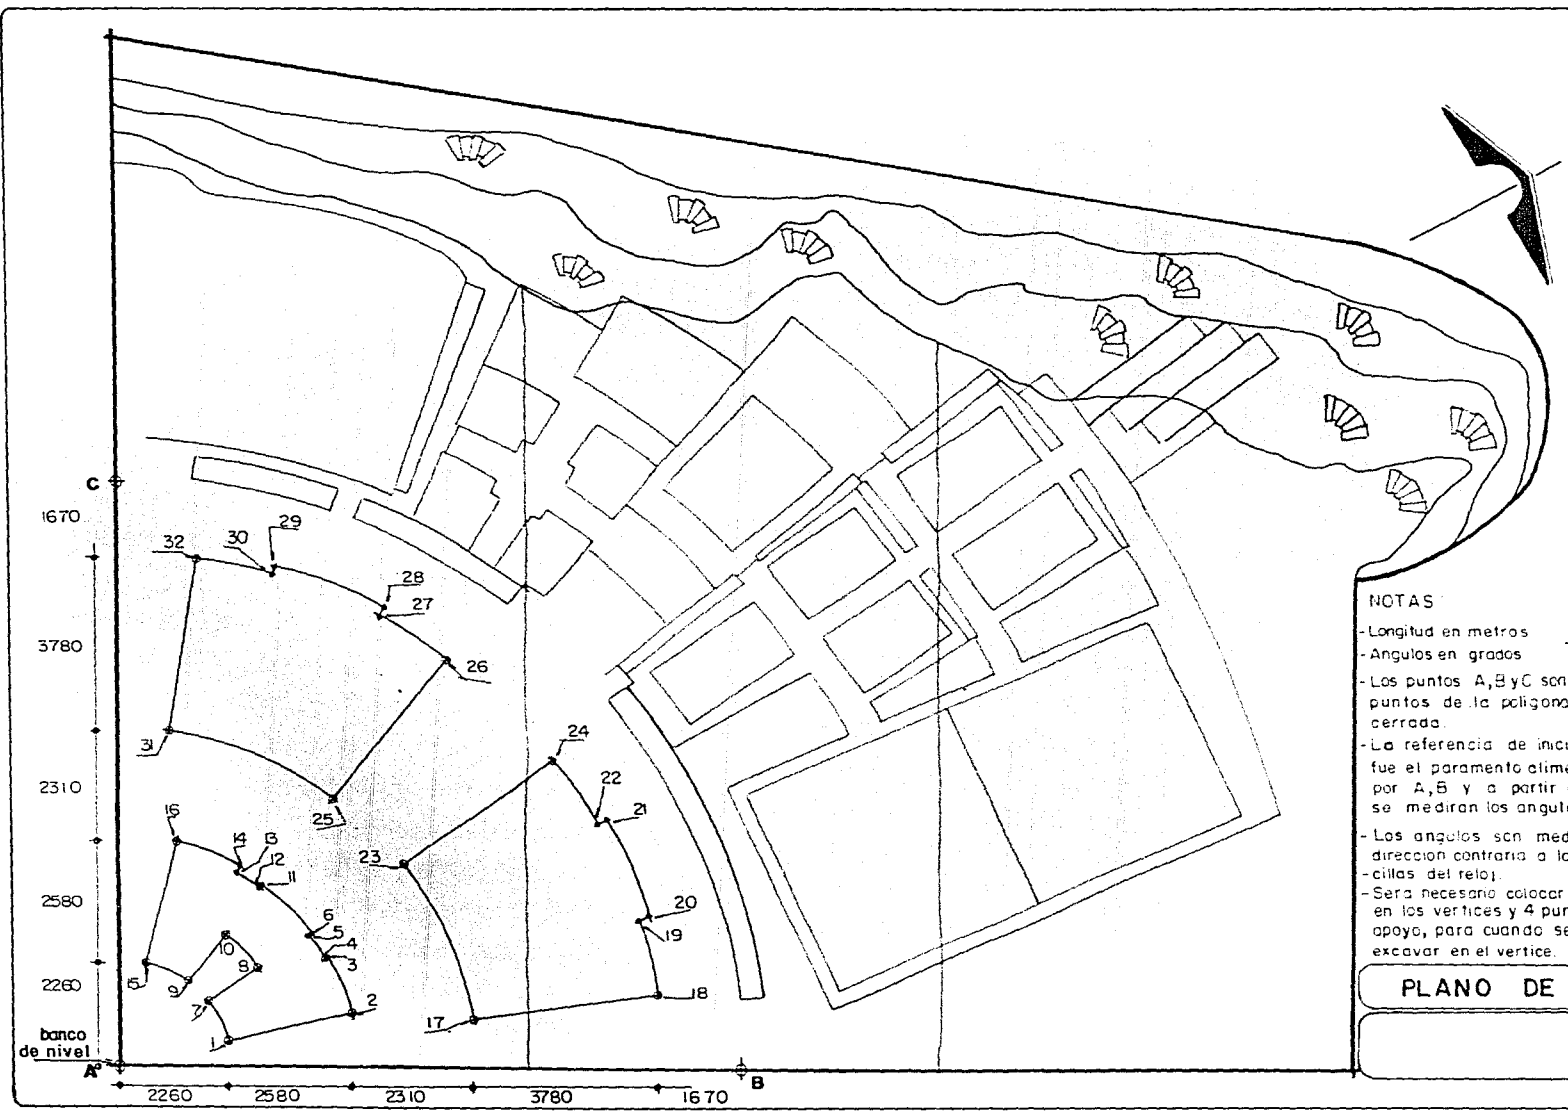 C
1670
32
30
29
28
27
3780
26
31
25
2310
24
22
21
16
14
13
12
11
23
2580
6
5
4
3
20
19
10
8
15
9
7
2260
2
17
18
1
banco
de nivel
A
B
2260
2580
2310
3780
1670
NOTAS
- Longitud en metros
- Angulos en grados
- Los puntos A,B y C son
puntos de la poligona
cerrada.
- La referencia de inic
fue el paramento alime
por A,B y a partir
se mediran los angul
- Los angulos son med
direccion contraria a la
- cillas del reloj.
- Sera necesario colocar
en los vertices y 4 pun
apoyo, para cuando se
excavar en el vertice.
PLANO DE